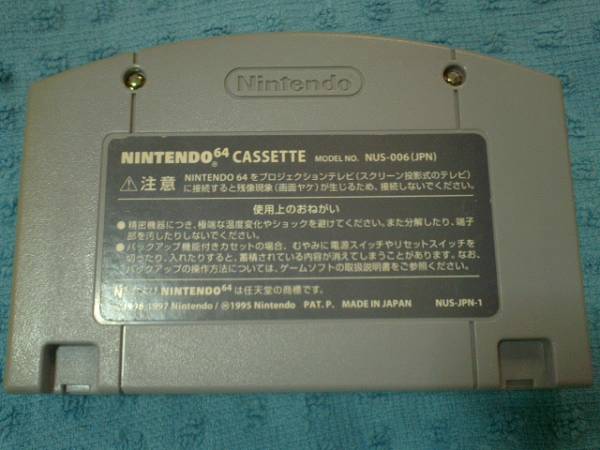 Nintendo
NINTENDO64 CASSETTE MODEL NO. NUS-006(JPN)
⚠注意 NINTENDO 64 をプロジェクションテレビ(スクリーン投影式のテレビ)
に接続すると残像現象(画面ヤケ)が生じるため、接続しないでください。
使用上のおねがい
●精密機器につき、極端な温度変化やショックを避けてください。また分解したり、端子
部を汚したりしないでください。
●バックアップ機能付きカセットの場合、むやみに電源スイッチやリセットスイッチを
切ったり、入れたりすると、蓄積されている内容が消えてしまうことがあります。なお、
バックアップの操作方法については、ゲームソフトの取扱説明書をご参照ください。
NINTENDO64は任天堂の商標です。
1997 Nintendo / Ⓜ1995 Nintendo PAT. P. MADE IN JAPAN NUS-JPN-1